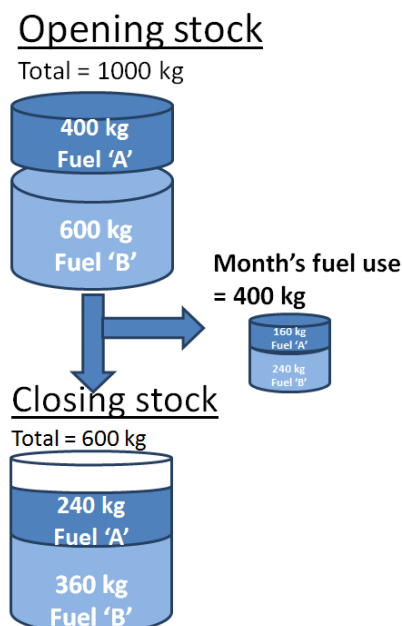 Opening stock
Total = 1000 kg
400 kg
Fuel ‘A’
600 kg
Fuel ‘B’
Month’s fuel use
= 400 kg
160 kg
Fuel ‘A’
240 kg
Fuel ‘B’
Closing stock
Total = 600 kg
240 kg
Fuel ‘A’
360 kg
Fuel ‘B’